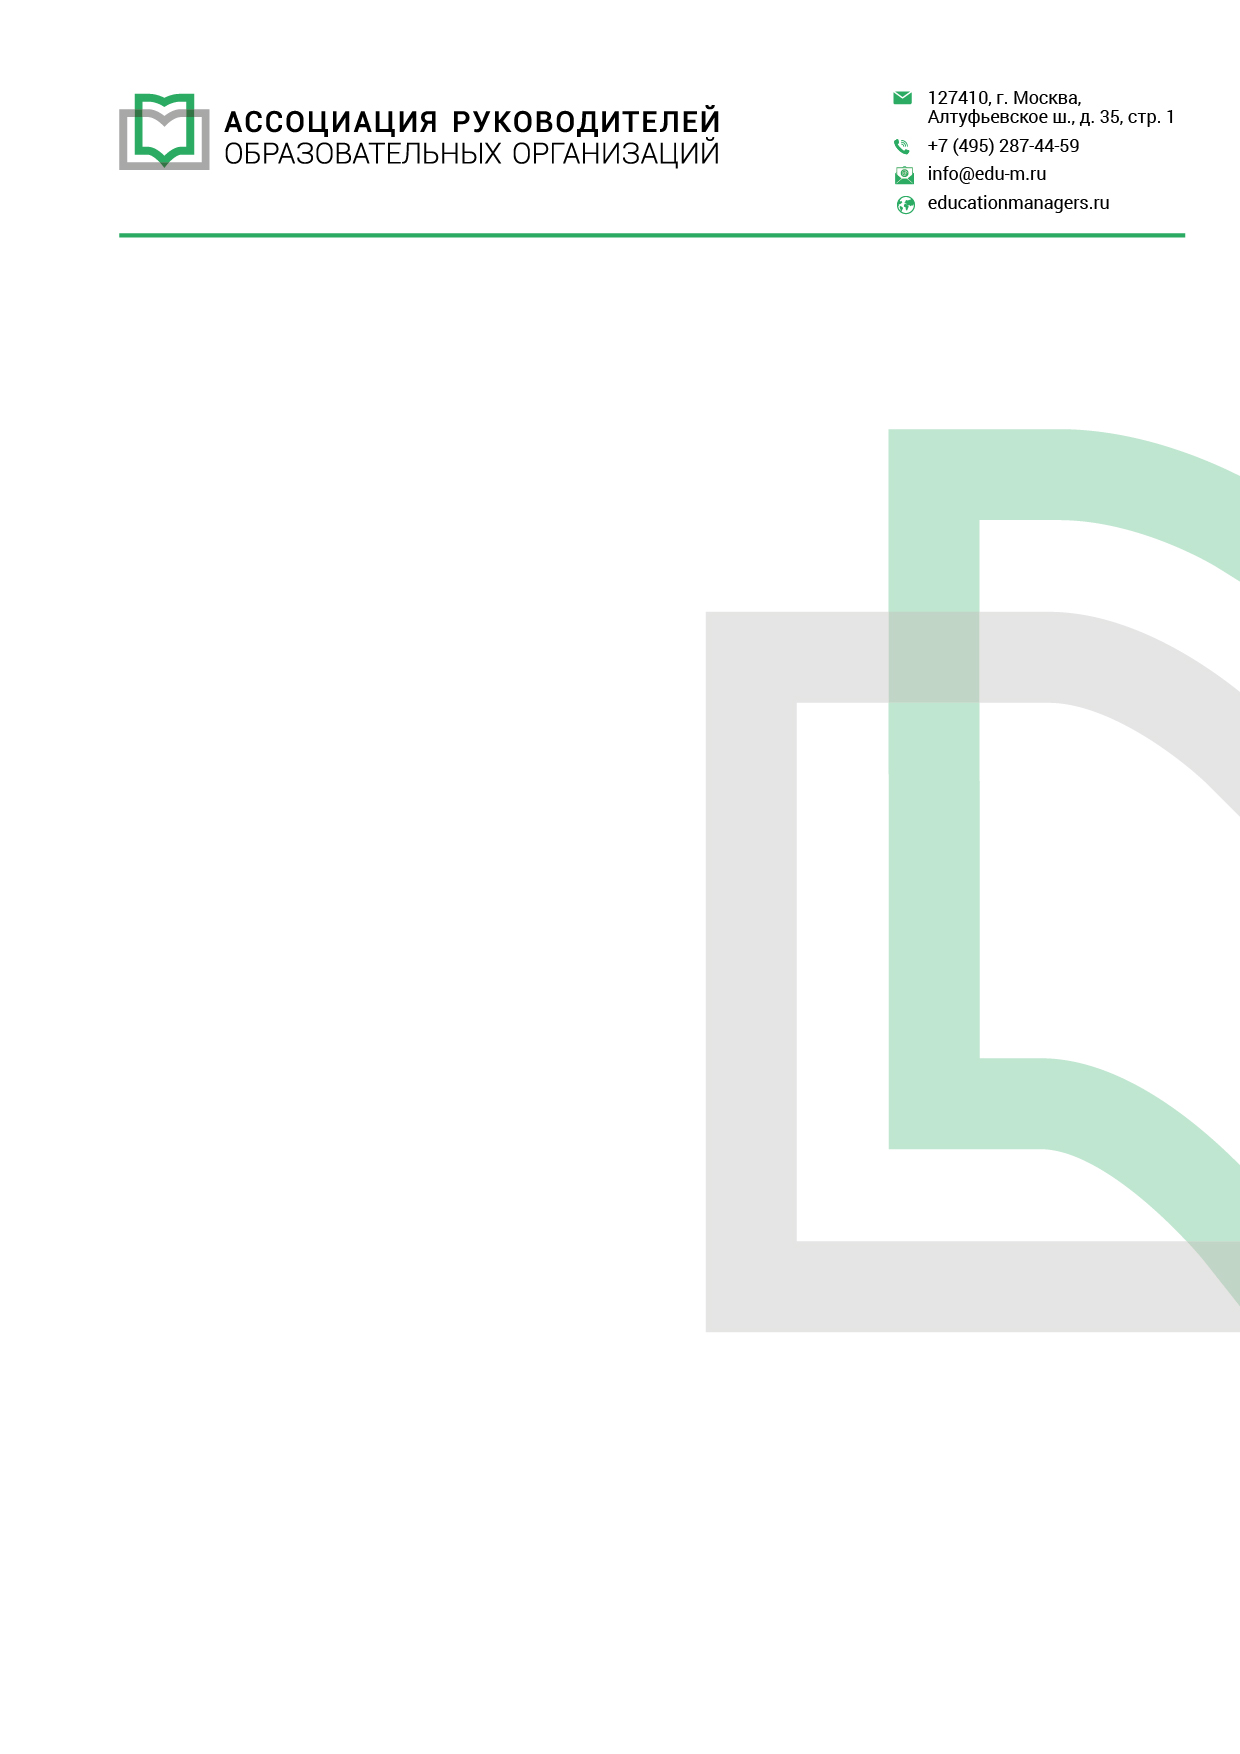 АССОЦИАЦИЯ РУКОВОДИТЕЛЕЙ
ОБРАЗОВАТЕЛЬНЫХ ОРГАНИЗАЦИЙ
127410, г. Москва,
Алтуфьевское ш., д. 35, стр. 1
+7 (495) 287-44-59
info@edu-m.ru
educationmanagers.ru